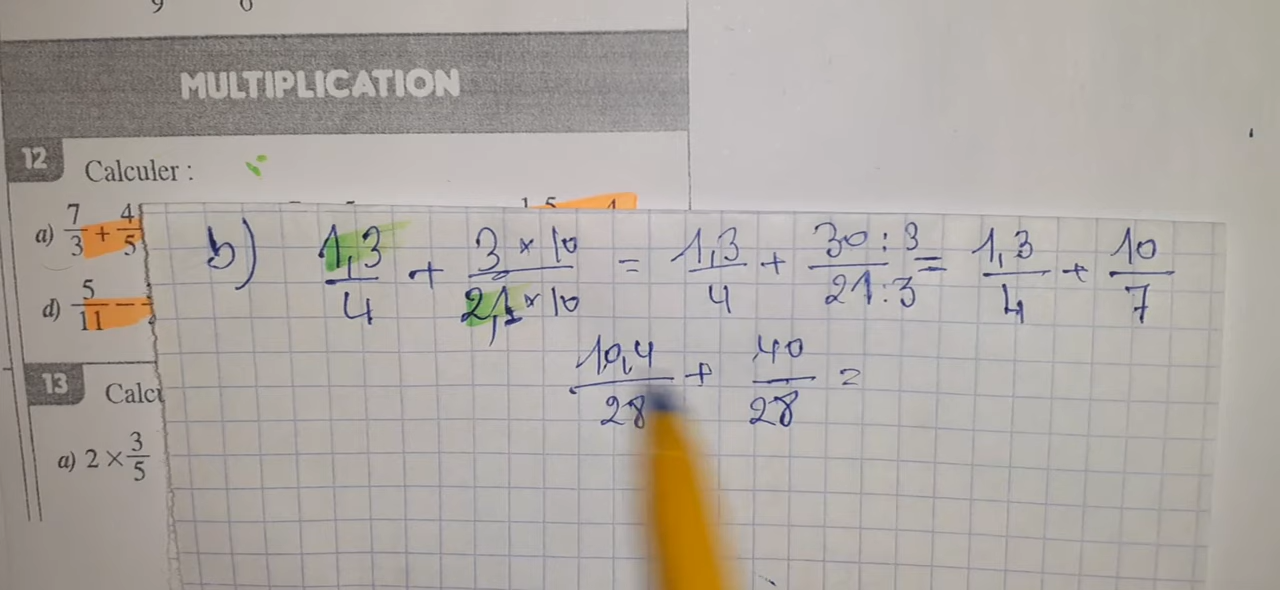 MULTIPLICATION
12 Calculer :
a) 7/3 + 4/5
d) 5/11 −
13 Calc
a) 2 × 3/5
b) 1,3/4 + 3 × 10/2,1 × 10 = 1,3/4 + 30 : 3/21 : 3 = 1,3/4 + 10/7
10,4/28 + 40/28 =